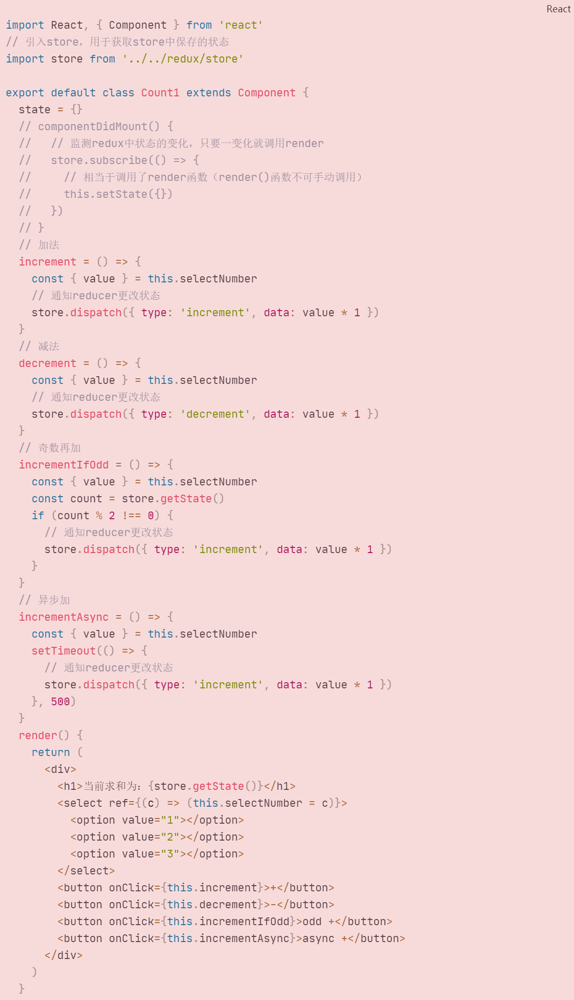 React
import React, { Component } from 'react'
// 引入store，用于获取store中保存的状态
import store from '../../redux/store'

export default class Count1 extends Component {
  state = {}
  // componentDidMount() {
  //   // 监测redux中状态的变化，只要一变化就调用render
  //   store.subscribe(() => {
  //     // 相当于调用了render函数（render()函数不可手动调用）
  //     this.setState({})
  //   })
  // }
  // 加法
  increment = () => {
    const { value } = this.selectNumber
    // 通知reducer更改状态
    store.dispatch({ type: 'increment', data: value * 1 })
  }
  // 减法
  decrement = () => {
    const { value } = this.selectNumber
    // 通知reducer更改状态
    store.dispatch({ type: 'decrement', data: value * 1 })
  }
  // 奇数再加
  incrementIfOdd = () => {
    const { value } = this.selectNumber
    const count = store.getState()
    if (count % 2 !== 0) {
      // 通知reducer更改状态
      store.dispatch({ type: 'increment', data: value * 1 })
    }
  }
  // 异步加
  incrementAsync = () => {
    const { value } = this.selectNumber
    setTimeout(() => {
      // 通知reducer更改状态
      store.dispatch({ type: 'increment', data: value * 1 })
    }, 500)
  }
  render() {
    return (
      <div>
        <h1>当前求和为：{store.getState()}</h1>
        <select ref={(c) => (this.selectNumber = c)}>
          <option value="1"></option>
          <option value="2"></option>
          <option value="3"></option>
        </select>
        <button onClick={this.increment}>+</button>
        <button onClick={this.decrement}>-</button>
        <button onClick={this.incrementIfOdd}>odd +</button>
        <button onClick={this.incrementAsync}>async +</button>
      </div>
    )
  }